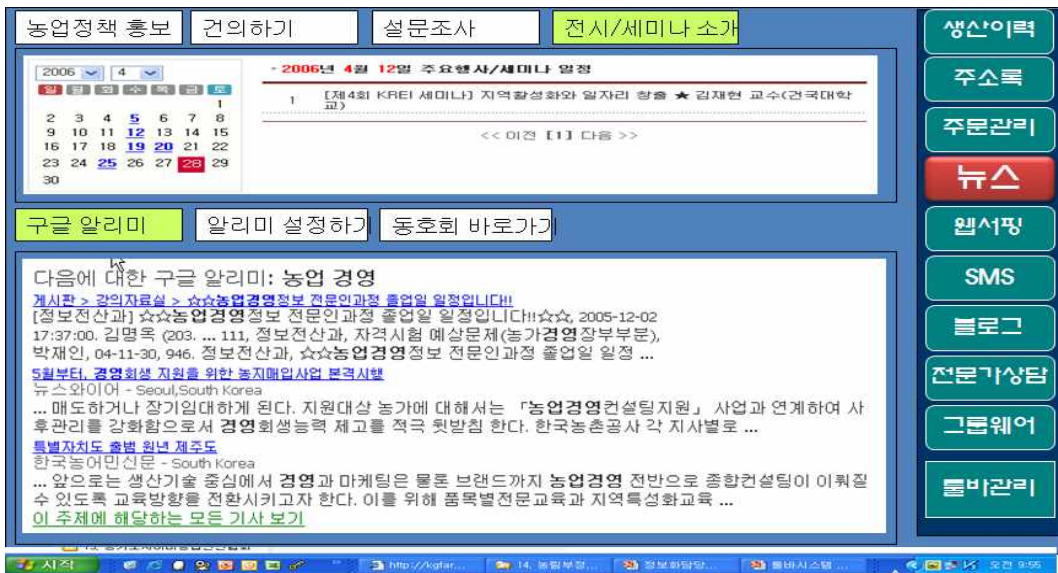 농업정책 홍보 건의하기 설문조사 전시/세미나 소개
2006 4
일 월 화 수 목 금 토
1
2 3 4 5 6 7 8
9 10 11 12 13 14 15
16 17 18 19 20 21 22
23 24 25 26 27 28 29
30
- 2006년 4월 12일 주요행사/세미나 일정
1 [제4회 KREI 세미나] 지역활성화와 일자리 창출 ★ 김재현 교수(건국대학
교)
<< 이전 [1] 다음 >>
구글 알리미 알리미 설정하기 동호회 바로가기
다음에 대한 구글 알리미: 농업 경영
게시판 > 강의자료실 > ☆☆농업경영정보 전문인과정 졸업일 일정입니다!!
[정보전산과] ☆☆농업경영정보 전문인과정 졸업일 일정입니다!!☆☆, 2005-12-02
17:37:00. 김명옥 (203. ... 111, 정보전산과, 자격시험 예상문제(농가경영장부부분),
박재인, 04-11-30, 946. 정보전산과, ☆☆농업경영정보 전문인과정 졸업일 일정 ...
5월부터, 경영회생 지원을 위한 농지매입사업 본격시행
뉴스와이어 - Seoul,South Korea
... 매도하거나 장기임대하게 된다. 지원대상 농가에 대해서는 「농업경영컨설팅지원」 사업과 연계하여 사
후관리를 강화함으로서 경영회생능력 제고를 적극 뒷받침 한다. 한국농촌공사 각 지사별로 ...
특별자치도 출범 원년 제주도
한국농어민신문 - South Korea
... 앞으로는 생산기술 중심에서 경영과 마케팅은 물론 브랜드까지 농업경영 전반으로 종합컨설팅이 이뤄질
수 있도록 교육방향을 전환시키고자 한다. 이를 위해 품목별전문교육과 지역특성화교육 ...
이 주제에 해당하는 모든 기사 보기
생산이력
주소록
주문관리
뉴스
웹서핑
SMS
블로그
전문가상담
그룹웨어
툴바관리
시작 http://kgfar... 14. 농림부정... 정보화담당... 툴바시스템 ... 오전 9:55